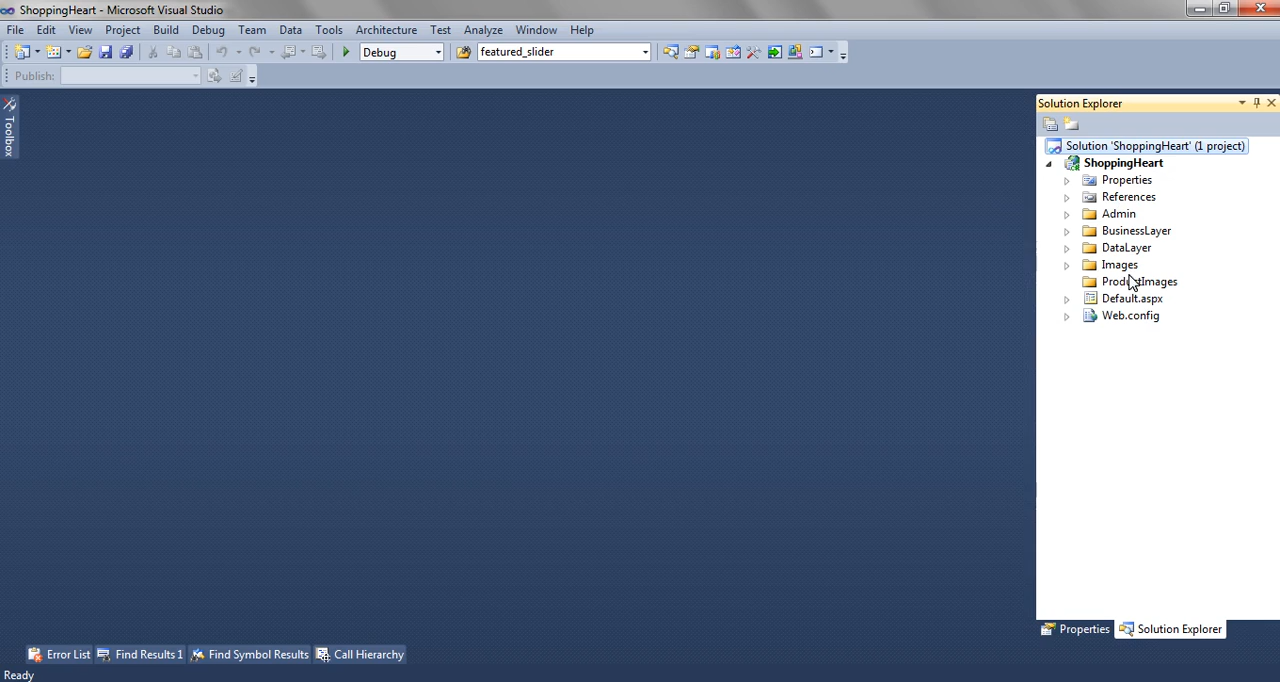 ShoppingHeart - Microsoft Visual Studio
File Edit View Project Build Debug Team Data Tools Architecture Test Analyze Window Help
Debug featured_slider
Publish:
Toolbox
Solution Explorer
Solution 'ShoppingHeart' (1 project)
ShoppingHeart
Properties
References
Admin
BusinessLayer
DataLayer
Images
ProductImages
Default.aspx
Web.config
Properties Solution Explorer
Error List Find Results 1 Find Symbol Results Call Hierarchy
Ready